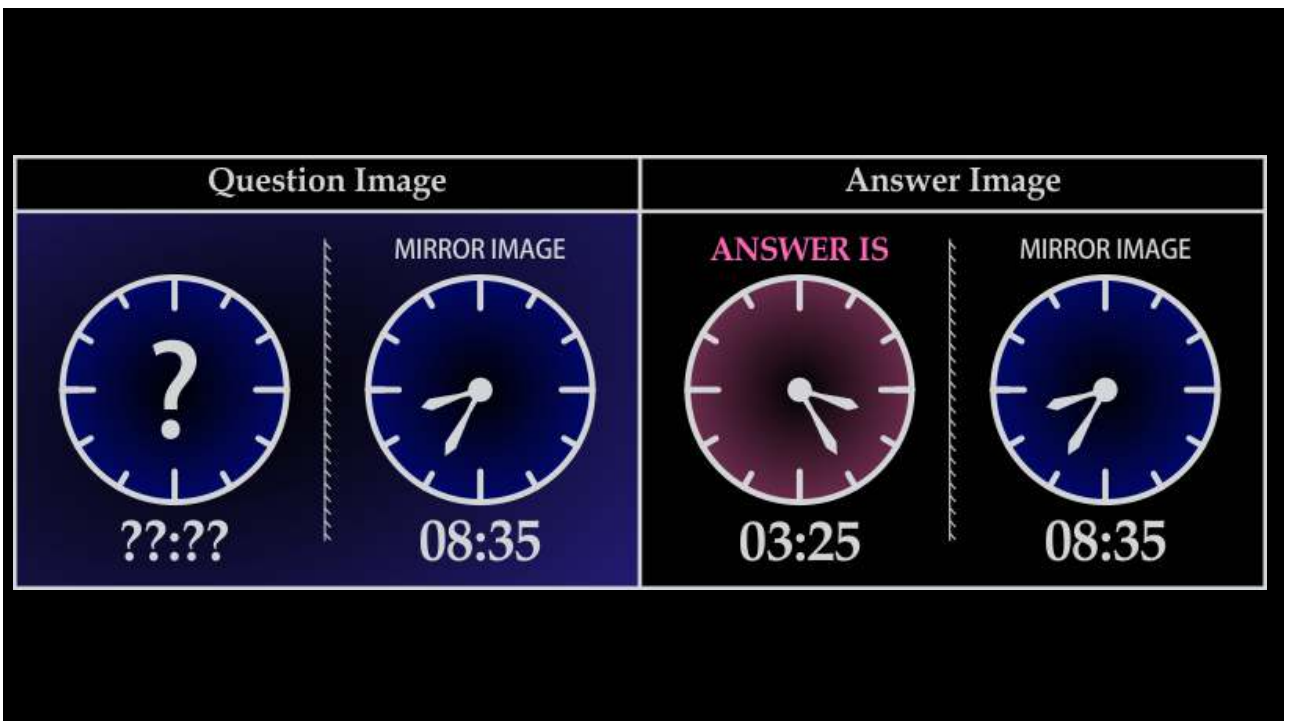 Question Image
Answer Image
MIRROR IMAGE
?
??:??
08:35
ANSWER IS
MIRROR IMAGE
03:25
08:35